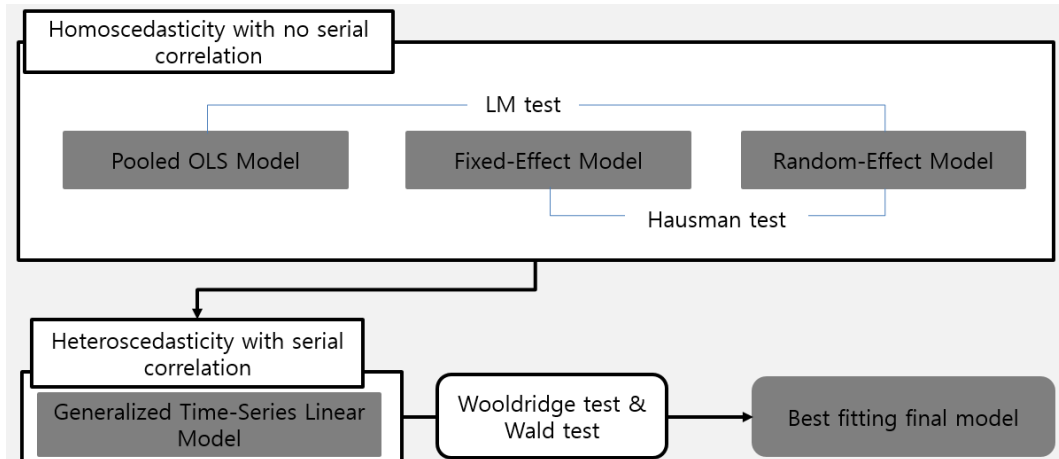 Homoscedasticity with no serial
correlation
LM test
Pooled OLS Model
Fixed-Effect Model
Random-Effect Model
Hausman test
Heteroscedasticity with serial
correlation
Generalized Time-Series Linear
Model
Wooldridge test &
Wald test
Best fitting final model